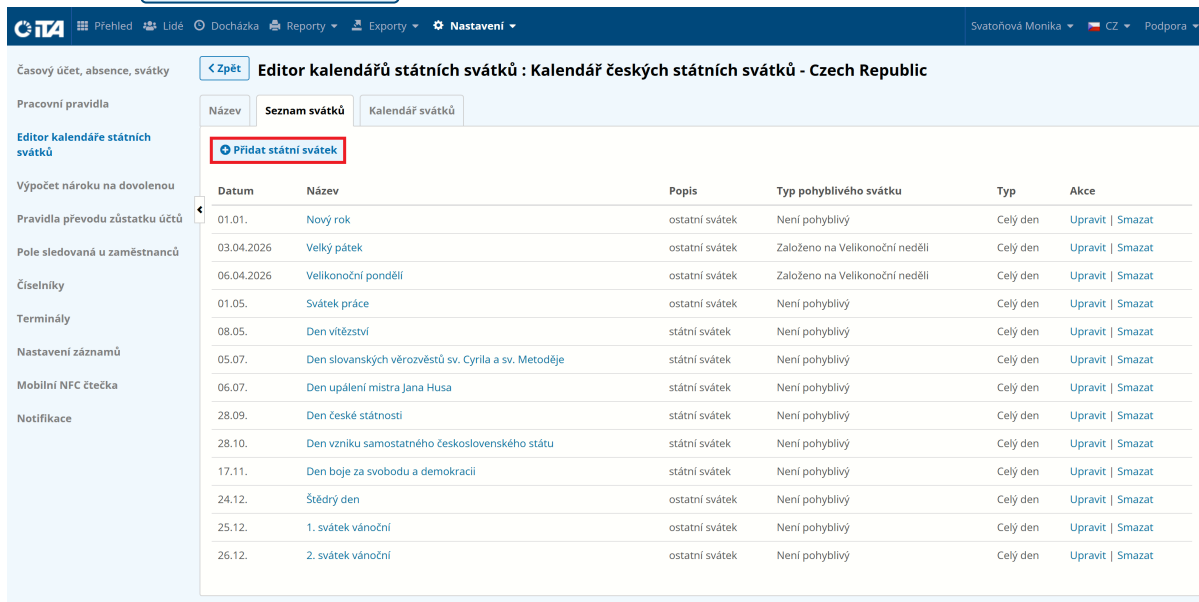 iTA Přehled Lidé Docházka Reporty Exporty Nastavení Svatoňová Monika CZ Podpora
Časový účet, absence, svátky
Pracovní pravidla
Editor kalendáře státních
svátků
Výpočet nároku na dovolenou
Pravidla převodu zůstatku účtů
Pole sledovaná u zaměstnanců
Číselníky
Terminály
Nastavení záznamů
Mobilní NFC čtečka
Notifikace
Zpět Editor kalendářů státních svátků : Kalendář českých státních svátků - Czech Republic
Název Seznam svátků Kalendář svátků
Přidat státní svátek
Datum Název Popis Typ pohyblivého svátku Typ Akce
01.01. Nový rok ostatní svátek Není pohyblivý Celý den Upravit | Smazat
03.04.2026 Velký pátek ostatní svátek Založeno na Velikonoční neděli Celý den Upravit | Smazat
06.04.2026 Velikonoční pondělí ostatní svátek Založeno na Velikonoční neděli Celý den Upravit | Smazat
01.05. Svátek práce ostatní svátek Není pohyblivý Celý den Upravit | Smazat
08.05. Den vítězství státní svátek Není pohyblivý Celý den Upravit | Smazat
05.07. Den slovanských věrozvěstů sv. Cyrila a sv. Metoděje státní svátek Není pohyblivý Celý den Upravit | Smazat
06.07. Den upálení mistra Jana Husa státní svátek Není pohyblivý Celý den Upravit | Smazat
28.09. Den české státnosti státní svátek Není pohyblivý Celý den Upravit | Smazat
28.10. Den vzniku samostatného československého státu státní svátek Není pohyblivý Celý den Upravit | Smazat
17.11. Den boje za svobodu a demokracii státní svátek Není pohyblivý Celý den Upravit | Smazat
24.12. Štědrý den ostatní svátek Není pohyblivý Celý den Upravit | Smazat
25.12. 1. svátek vánoční ostatní svátek Není pohyblivý Celý den Upravit | Smazat
26.12. 2. svátek vánoční ostatní svátek Není pohyblivý Celý den Upravit | Smazat